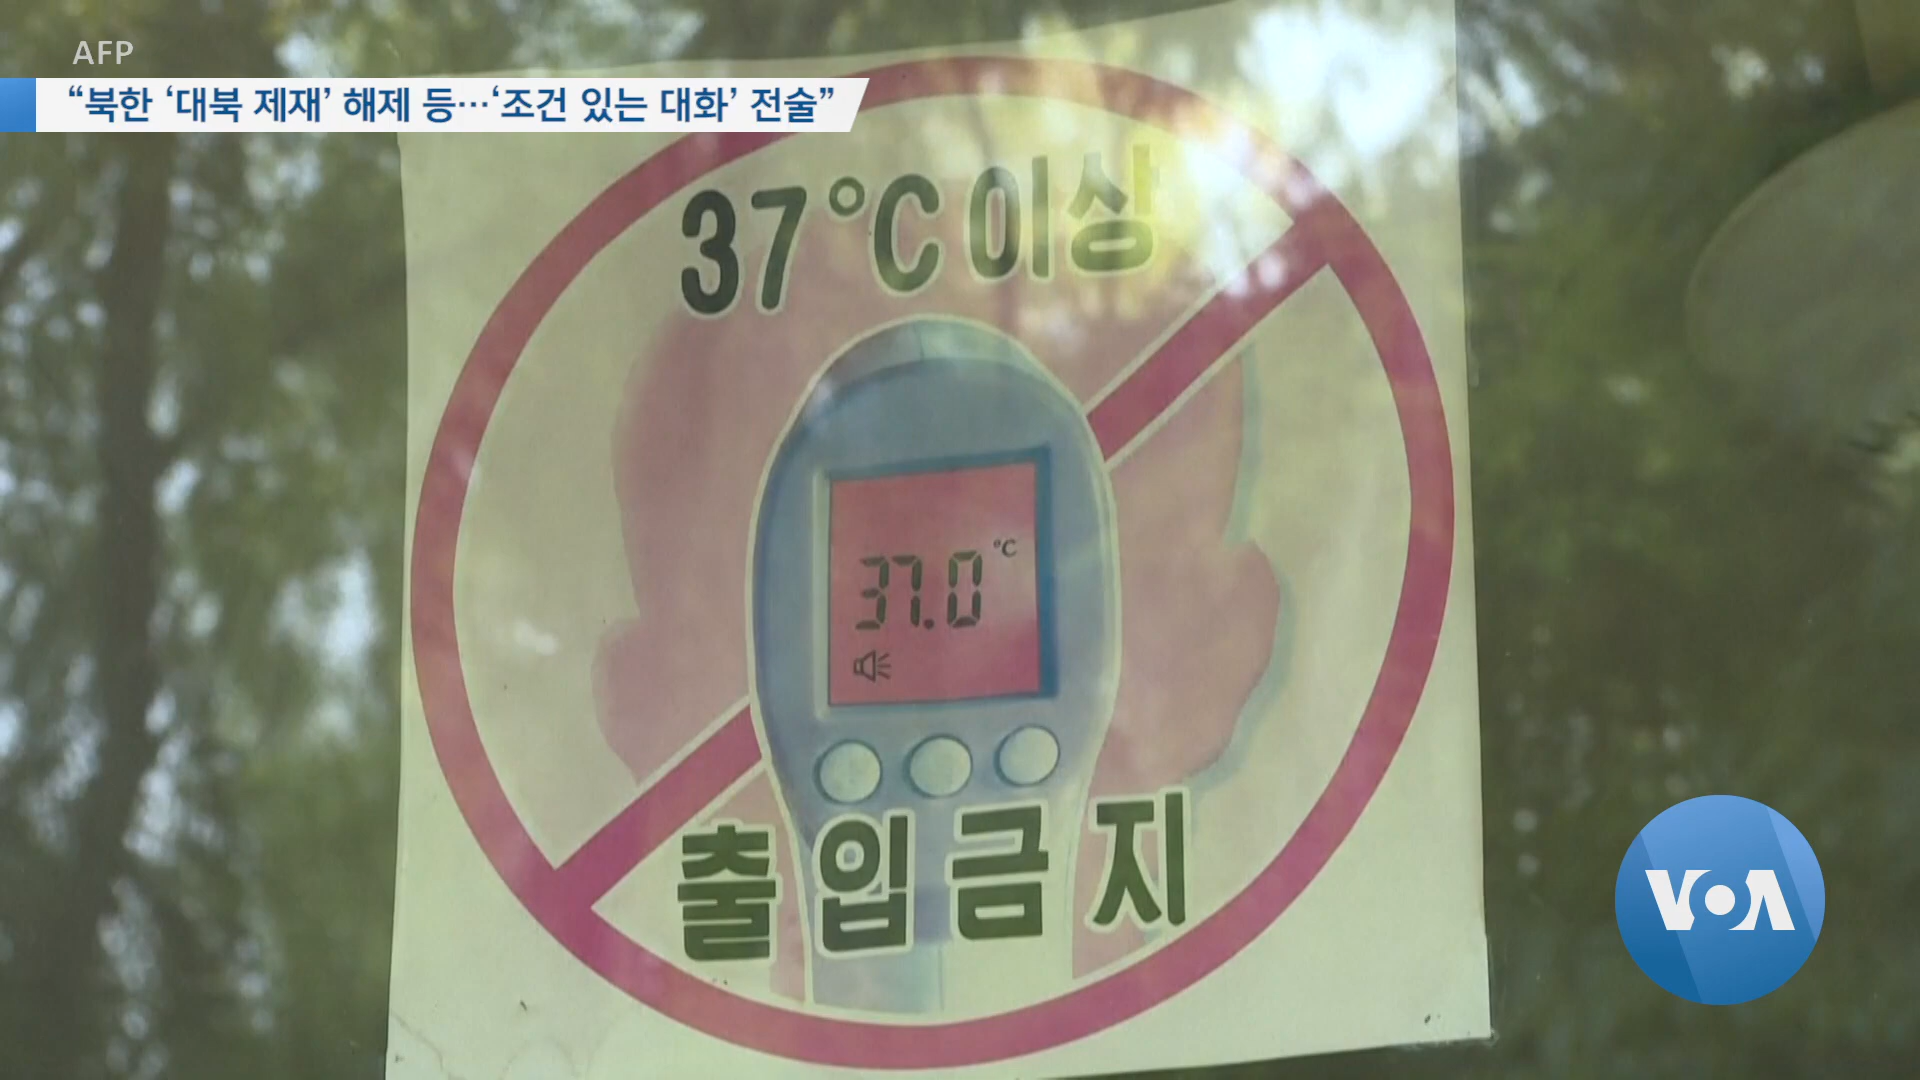 AFP
“북한 ‘대북 제재’ 해제 등…‘조건 있는 대화’ 전술”
37℃이상
37.0 ℃
출입금지
VOA